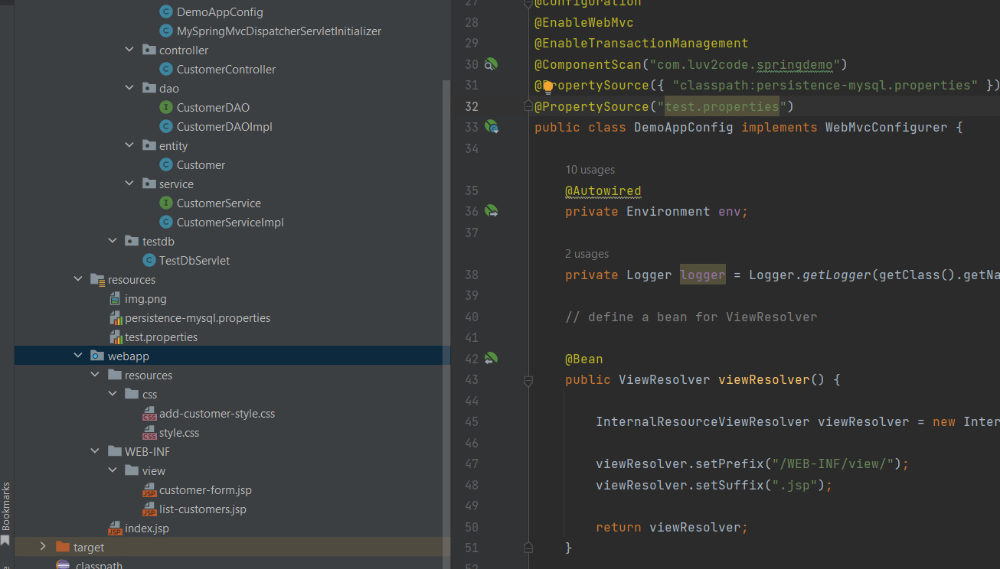 DemoAppConfig
MySpringMvcDispatcherServletInitializer
controller
CustomerController
dao
CustomerDAO
CustomerDAOImpl
entity
Customer
service
CustomerService
CustomerServiceImpl
testdb
TestDbServlet
resources
img.png
persistence-mysql.properties
test.properties
webapp
resources
css
add-customer-style.css
style.css
WEB-INF
view
customer-form.jsp
list-customers.jsp
index.jsp
target
.classpath
Bookmarks
27 @Configuration
28 @EnableWebMvc
29 @EnableTransactionManagement
30 @ComponentScan("com.luv2code.springdemo")
31 @PropertySource({ "classpath:persistence-mysql.properties" })
32 @PropertySource("test.properties")
33 public class DemoAppConfig implements WebMvcConfigurer {
34
10 usages
35 @Autowired
36 private Environment env;
37
2 usages
38 private Logger logger = Logger.getLogger(getClass().getNa
39
40 // define a bean for ViewResolver
41
42 @Bean
43 public ViewResolver viewResolver() {
44
45 InternalResourceViewResolver viewResolver = new Inter
46
47 viewResolver.setPrefix("/WEB-INF/view/");
48 viewResolver.setSuffix(".jsp");
49
50 return viewResolver;
51 }
52